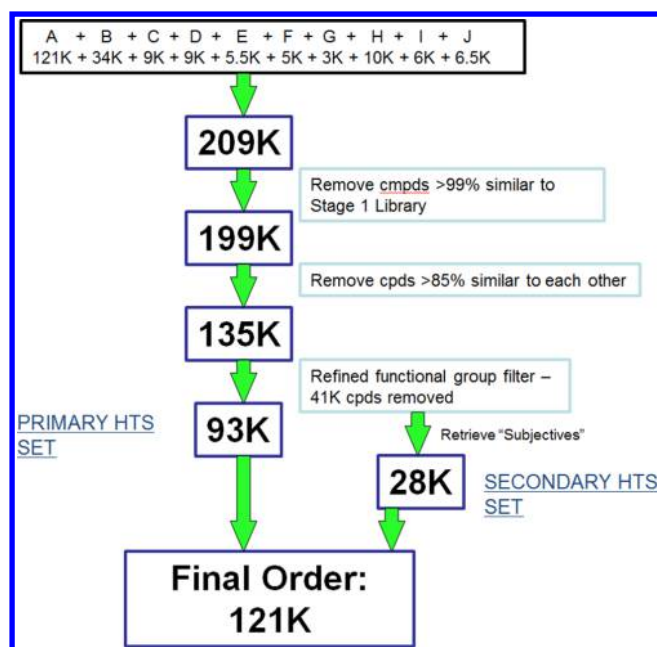 A + B + C + D + E + F + G + H + I + J
121K + 34K + 9K + 9K + 5.5K + 5K + 3K + 10K + 6K + 6.5K
209K
Remove cmpds >99% similar to
Stage 1 Library
199K
Remove cpds >85% similar to each other
135K
Refined functional group filter –
41K cpds removed
PRIMARY HTS
SET
93K
Retrieve “Subjectives”
28K
SECONDARY HTS
SET
Final Order:
121K